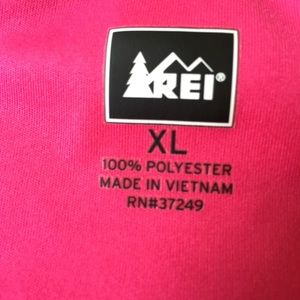 REI®
XL
100% POLYESTER
MADE IN VIETNAM
RN#37249